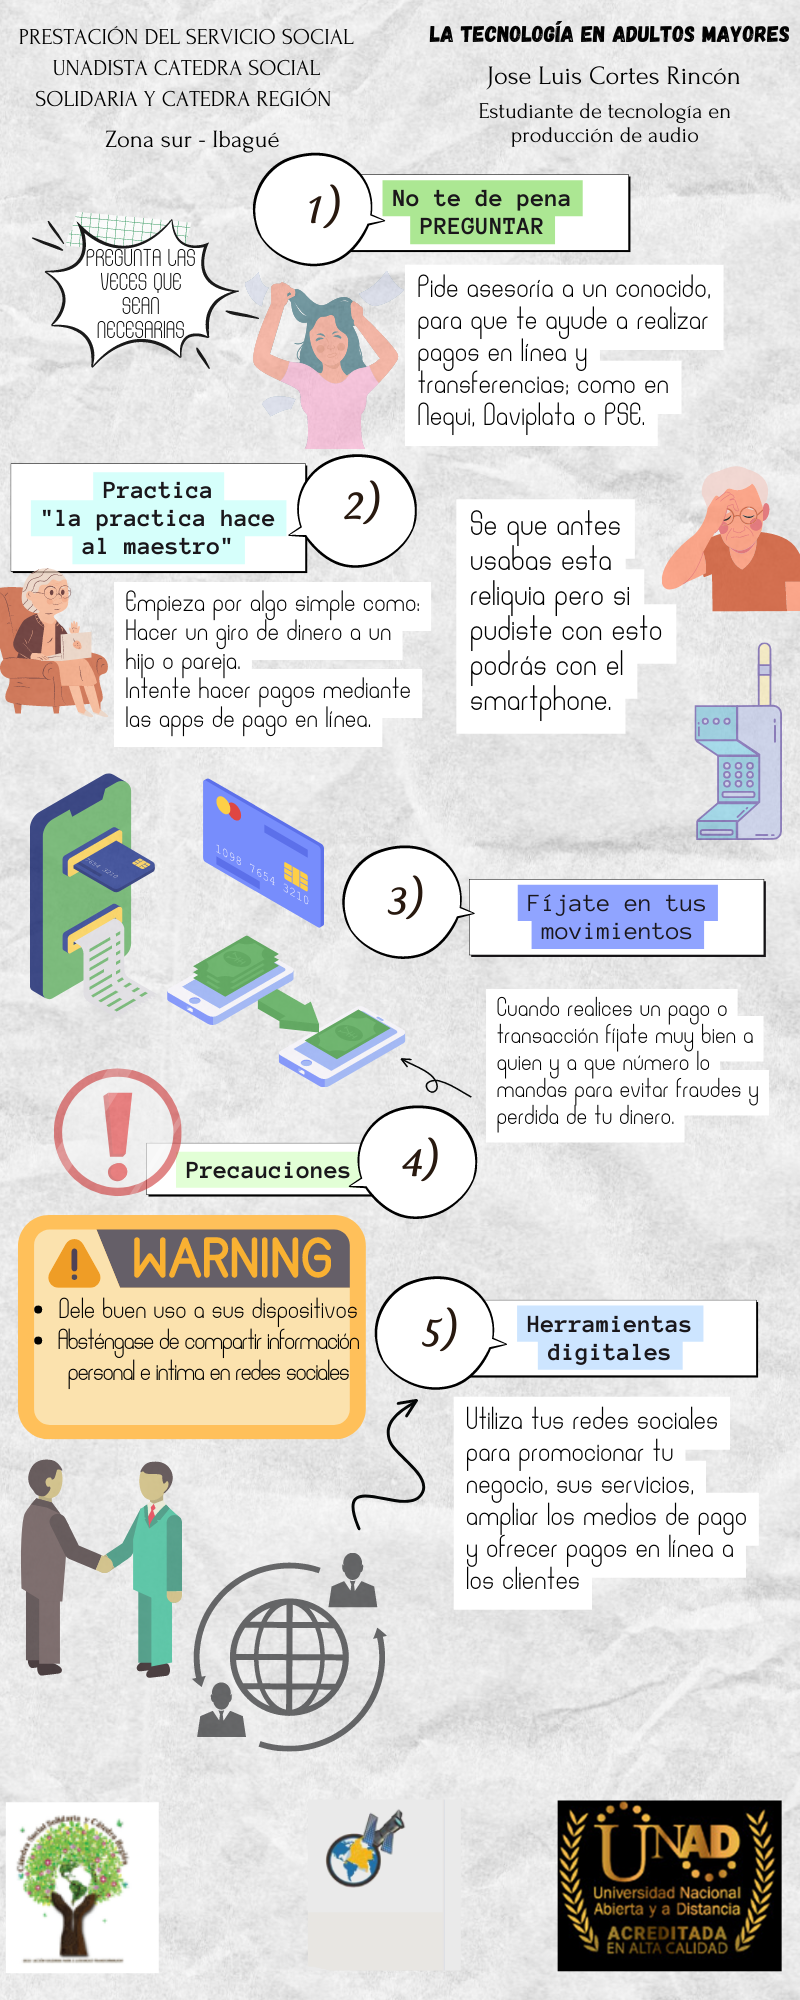 PRESTACIÓN DEL SERVICIO SOCIAL
UNADISTA CATEDRA SOCIAL
SOLIDARIA Y CATEDRA REGIÓN
Zona sur - Ibagué
LA TECNOLOGÍA EN ADULTOS MAYORES
Jose Luis Cortes Rincón
Estudiante de tecnología en
producción de audio
1)
No te de pena
PREGUNTAR
PREGUNTA LAS
VECES QUE
SEAN
NECESARIAS
Pide asesoría a un conocido,
para que te ayude a realizar
pagos en línea y
transferencias; como en
Nequi, Daviplata o PSE.
Practica
"la practica hace
al maestro"
2)
Empieza por algo simple como:
Hacer un giro de dinero a un
hijo o pareja.
Intente hacer pagos mediante
las apps de pago en línea.
Se que antes
usabas esta
reliquia pero si
pudiste con esto
podrás con el
smartphone.
1098 7654 3210
7654 3210
3)
Fíjate en tus
movimientos
Cuando realices un pago o
transacción fíjate muy bien a
quien y a que número lo
mandas para evitar fraudes y
perdida de tu dinero.
Precauciones
4)
WARNING
• Dele buen uso a sus dispositivos
• Absténgase de compartir información
personal e intima en redes sociales
5)
Herramientas
digitales
Utiliza tus redes sociales
para promocionar tu
negocio, sus servicios,
ampliar los medios de pago
y ofrecer pagos en línea a
los clientes
Cátedra Social Solidaria y Cátedra Región
UNAD
Universidad Nacional
Abierta y a Distancia
ACREDITADA
EN ALTA CALIDAD